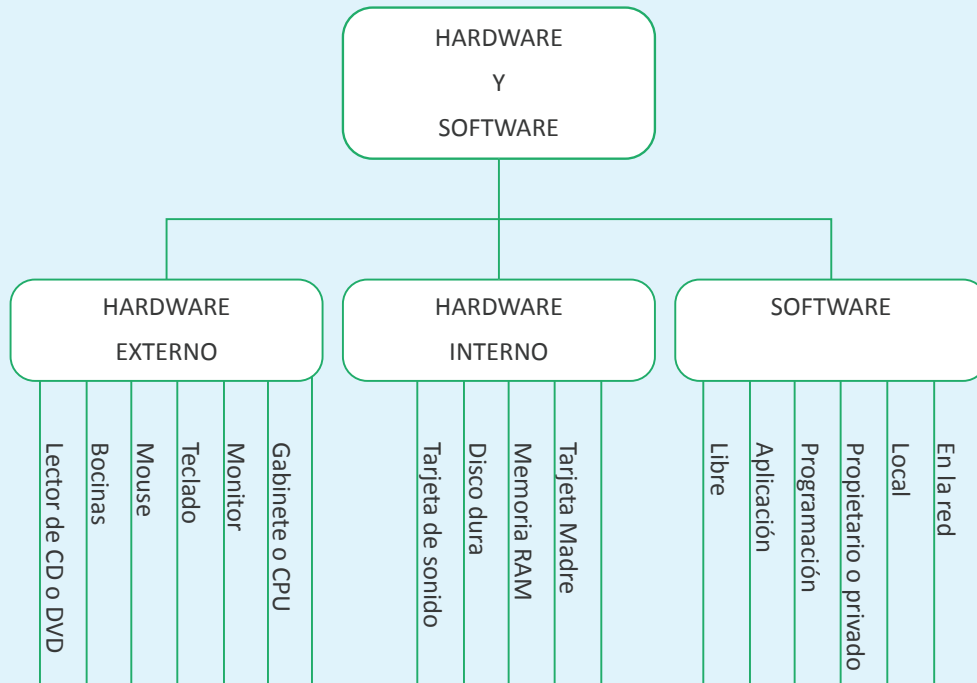 HARDWARE
Y
SOFTWARE
HARDWARE
EXTERNO
HARDWARE
INTERNO
SOFTWARE
Lector de CD o DVD
Bocinas
Mouse
Teclado
Monitor
Gabinete o CPU
Tarjeta de sonido
Disco dura
Memoria RAM
Tarjeta Madre
Libre
Aplicación
Programación
Propietario o privado
Local
En la red